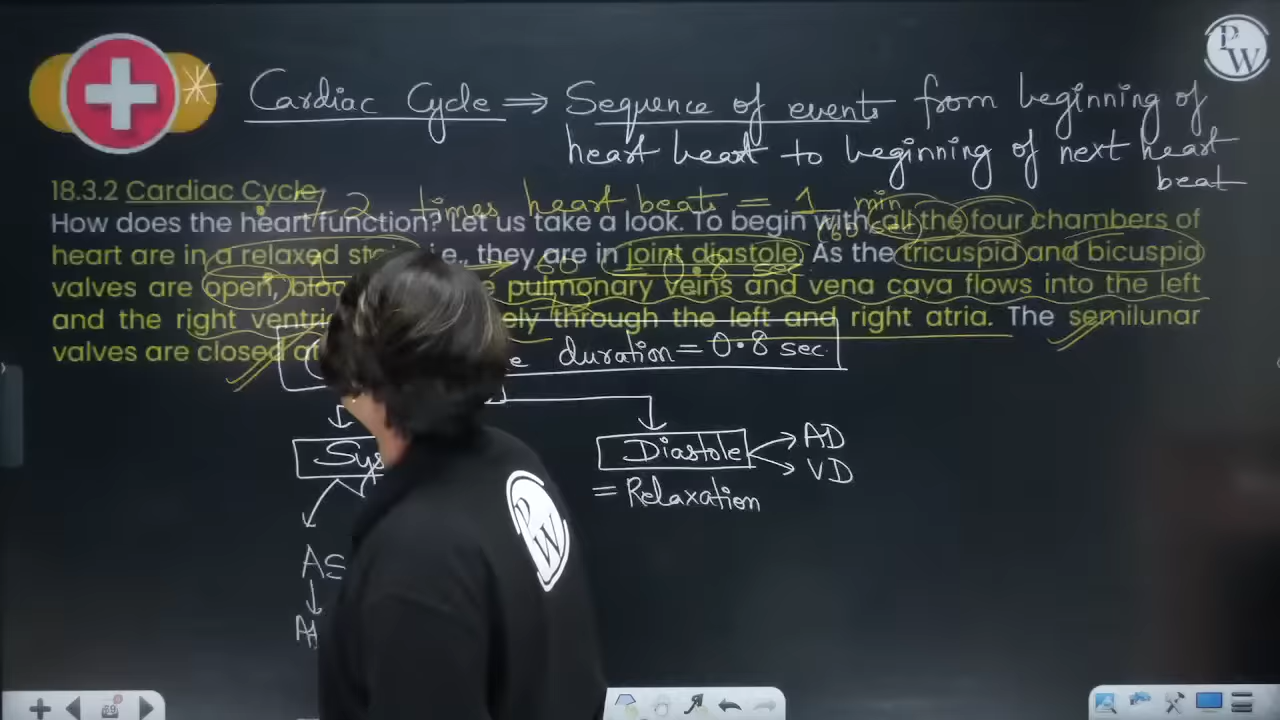 PW
Cardiac Cycle ⇒ Sequence of events from beginning of
heart beat to beginning of next heart
beat
18.3.2 Cardiac Cycle
72 times heart beats = 1 min
60 sec
How does the heart function? Let us take a look. To begin with all the four chambers of
heart are in a relaxed i.e., they are in joint diastole. As the tricuspid and bicuspid
1 0.8 sec
60
valves are open, pulmonary veins and vena cava flows into the left
and the right through the left and right atria. The semilunar
valves are closed
duration = 0.8 sec.
Sys
Diastole
AD
VD
= Relaxation
AS
PW
69